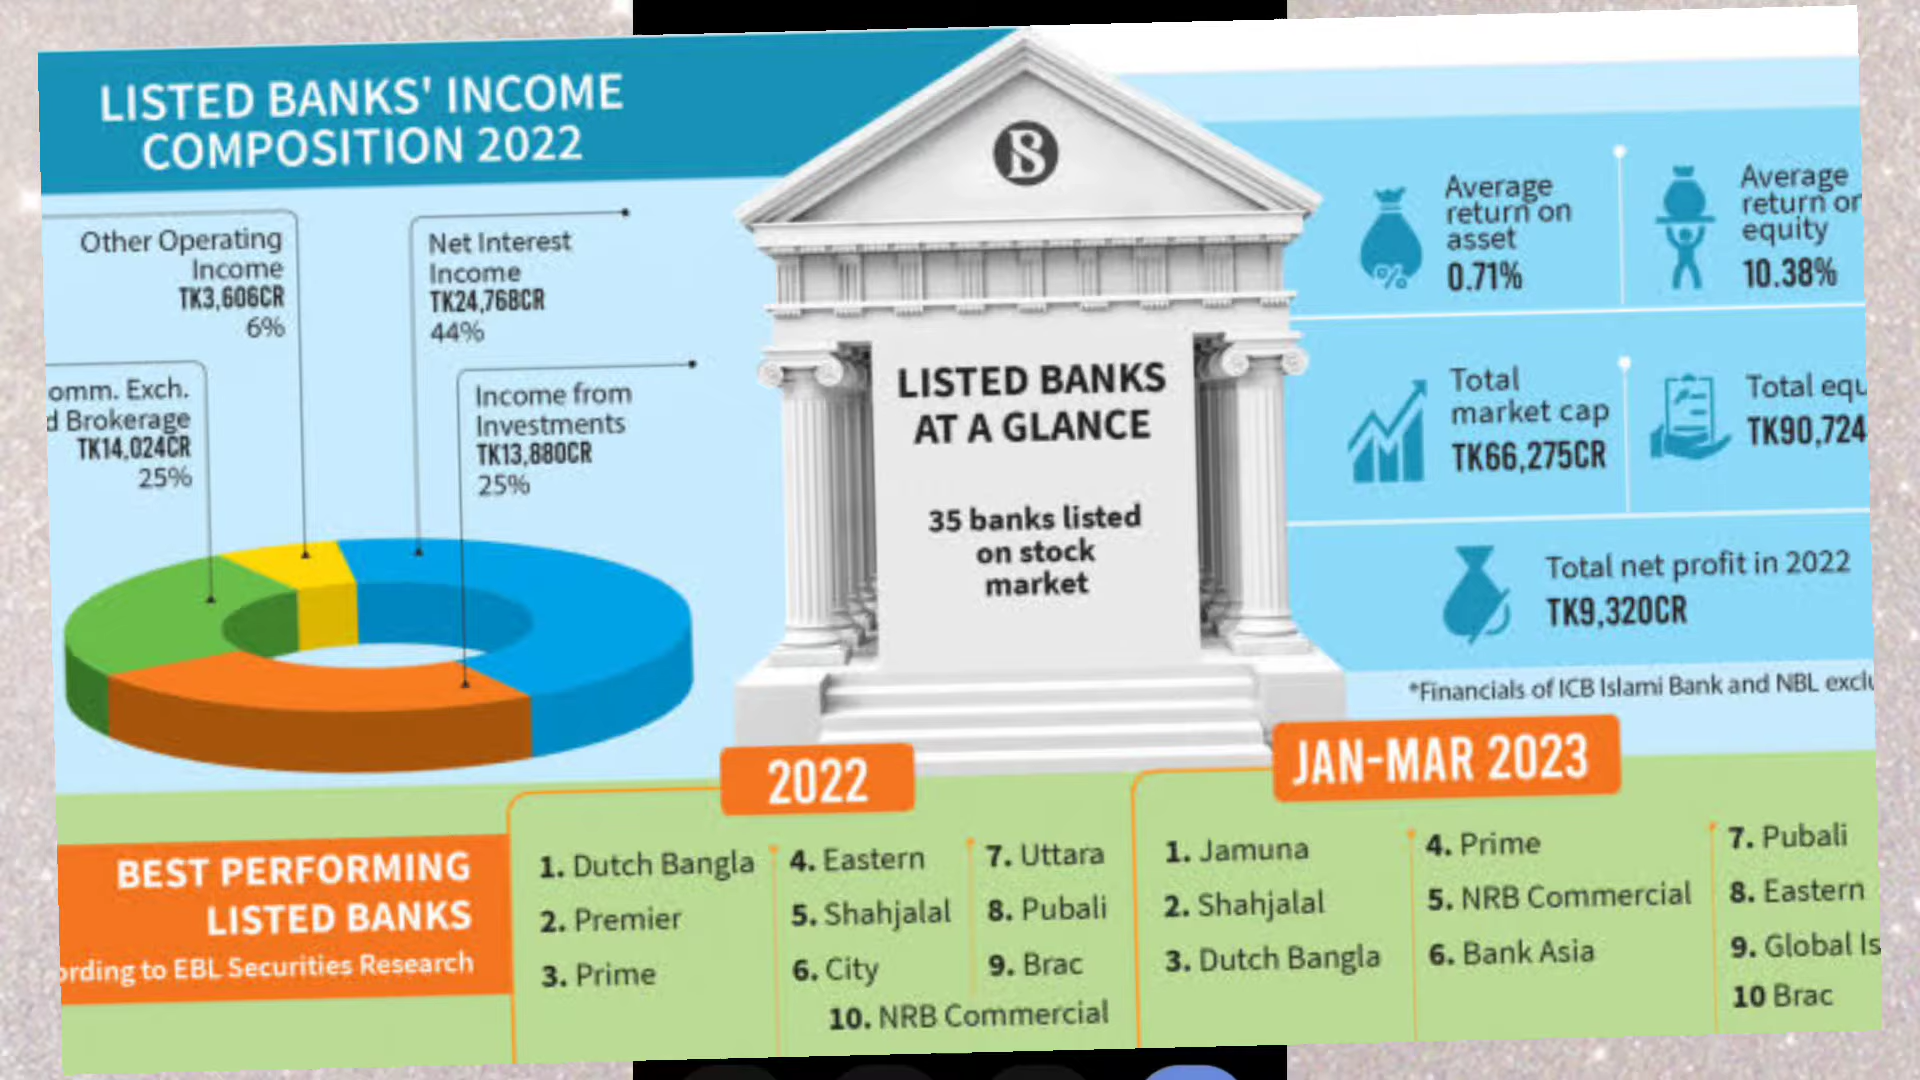 LISTED BANKS' INCOME
COMPOSITION 2022
Other Operating
Income
TK3,606CR
6%
Net Interest
Income
TK24,768CR
44%
omm. Exch.
d Brokerage
TK14,024CR
25%
Income from
Investments
TK13,880CR
25%
B
LISTED BANKS
AT A GLANCE
35 banks listed
on stock
market
Average
return on
asset
0.71%
Average
return or
equity
10.38%
Total
market cap
TK66,275CR
Total equ
TK90,724
Total net profit in 2022
TK9,320CR
*Financials of ICB Islami Bank and NBL exclu
BEST PERFORMING
LISTED BANKS
ording to EBL Securities Research
2022
1. Dutch Bangla
2. Premier
3. Prime
4. Eastern
5. Shahjalal
6. City
7. Uttara
8. Pubali
9. Brac
10. NRB Commercial
JAN-MAR 2023
1. Jamuna
2. Shahjalal
3. Dutch Bangla
4. Prime
5. NRB Commercial
6. Bank Asia
7. Pubali
8. Eastern
9. Global Is
10 Brac